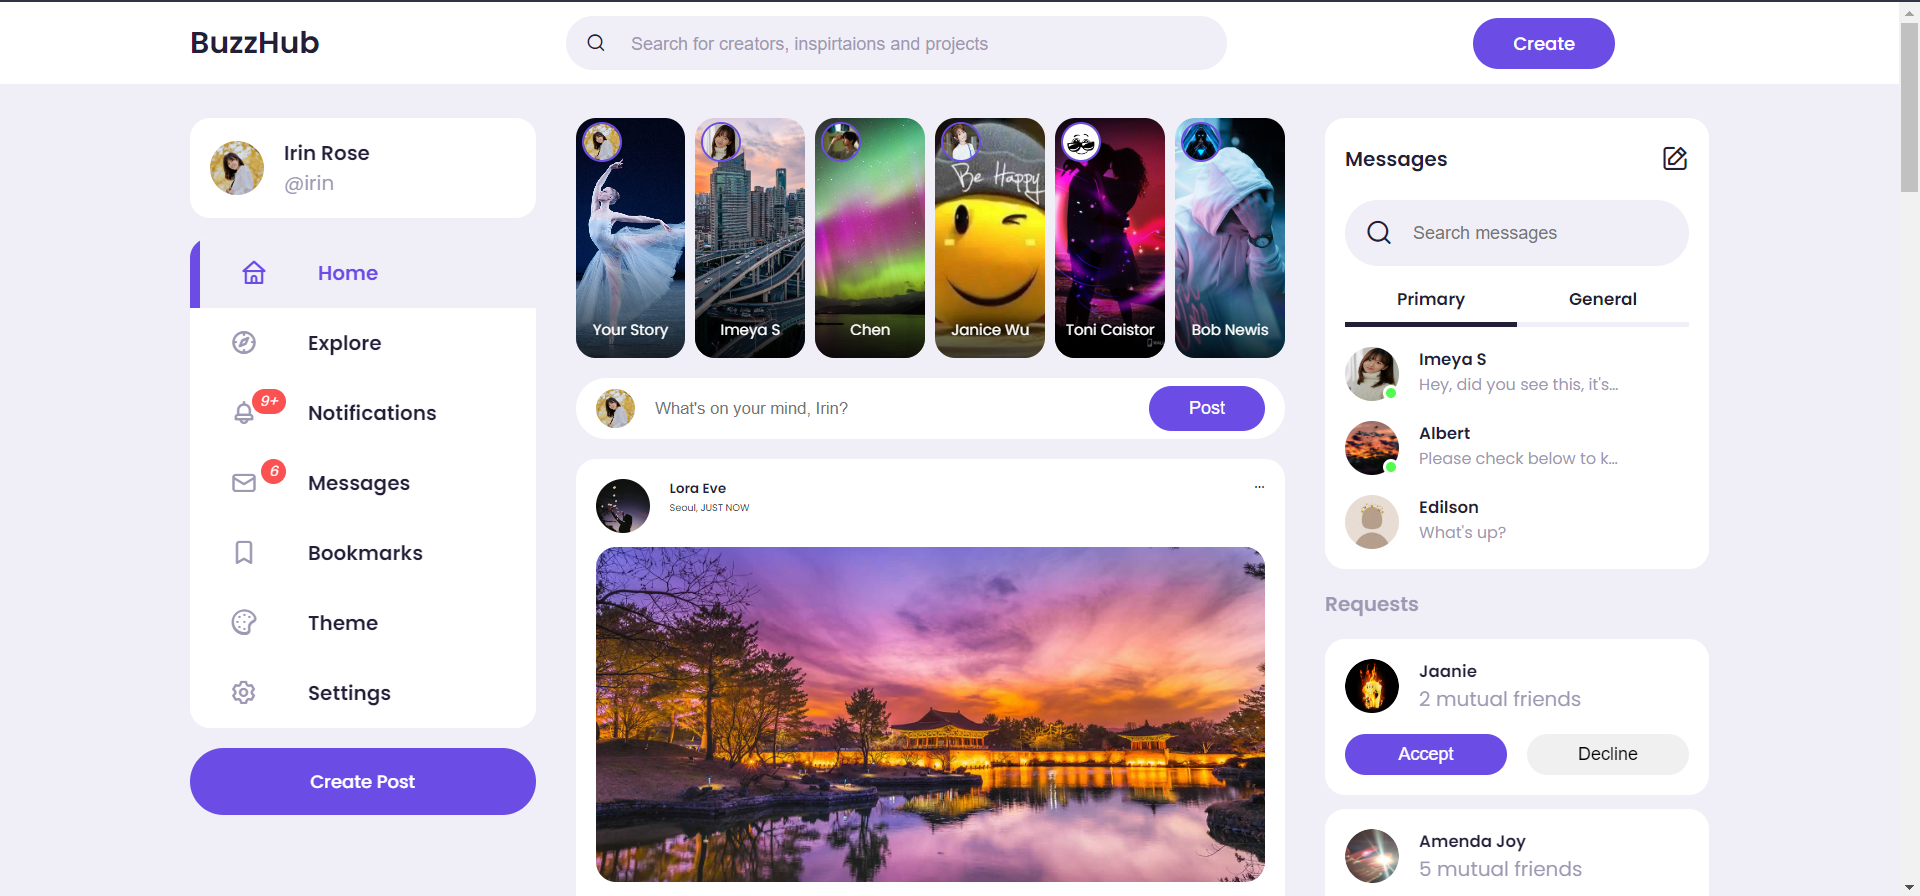 BuzzHub
Search for creators, inspirtaions and projects
Create
Irin Rose
@irin
Home
Explore
9+
Notifications
6
Messages
Bookmarks
Theme
Settings
Create Post
Your Story
Imeya S
Chen
Be Happy
Janice Wu
Toni Caistor
Bob Newis
What's on your mind, Irin?
Post
Lora Eve
Seoul, JUST NOW
...
Messages
Search messages
Primary
General
Imeya S
Hey, did you see this, it's...
Albert
Please check below to k...
Edilson
What's up?
Requests
Jaanie
2 mutual friends
Accept
Decline
Amenda Joy
5 mutual friends